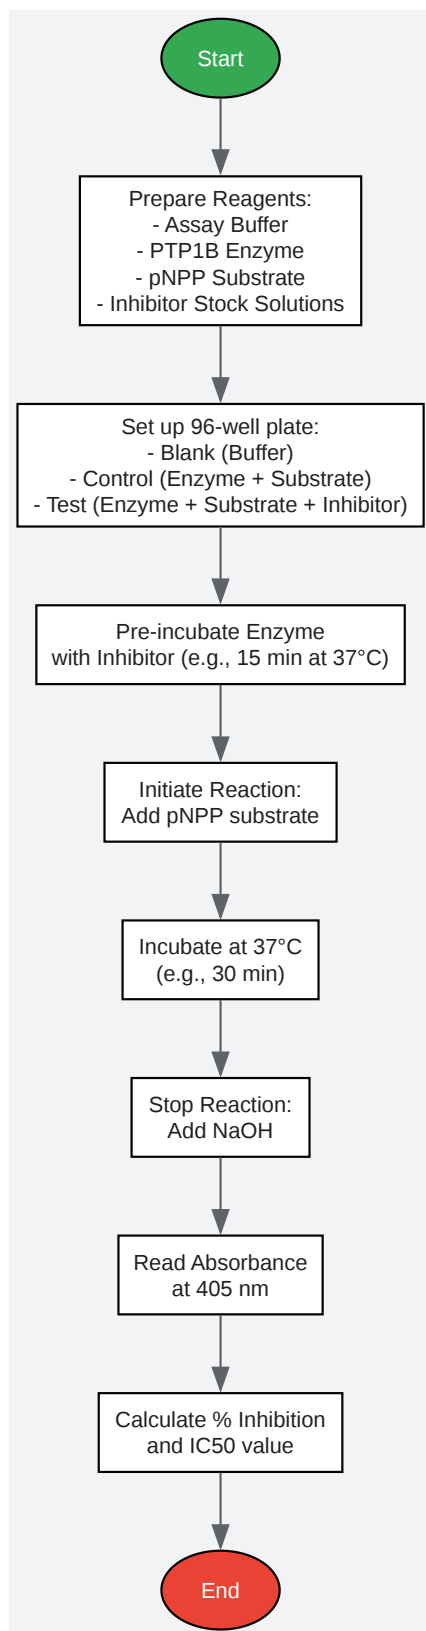 Start
Prepare Reagents:
- Assay Buffer
- PTP1B Enzyme
- pNPP Substrate
- Inhibitor Stock Solutions
Set up 96-well plate:
- Blank (Buffer)
- Control (Enzyme + Substrate)
- Test (Enzyme + Substrate + Inhibitor)
Pre-incubate Enzyme
with Inhibitor (e.g., 15 min at 37°C)
Initiate Reaction:
Add pNPP substrate
Incubate at 37°C
(e.g., 30 min)
Stop Reaction:
Add NaOH
Read Absorbance
at 405 nm
Calculate % Inhibition
and IC50 value
End